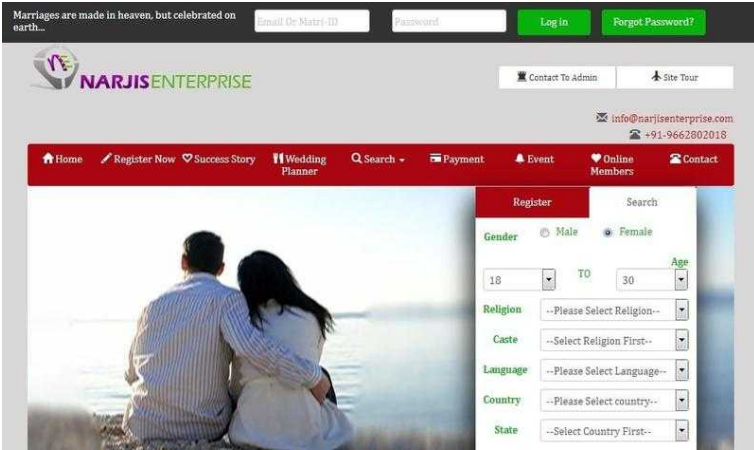 Marriages are made in heaven, but celebrated on
earth...
Email Or Matri-ID
Password
Log in
Forgot Password?
NARJISENTERPRISE
Contact To Admin
Site Tour
info@narjisenterprise.com
+91-9662802018
Home
Register Now
Success Story
Wedding
Planner
Search
Payment
Event
Online
Members
Contact
Register
Search
Gender
Male
Female
Age
18
TO
30
Religion
--Please Select Religion--
Caste
--Select Religion First--
Language
--Please Select Language--
Country
--Please Select country--
State
--Select Country First--